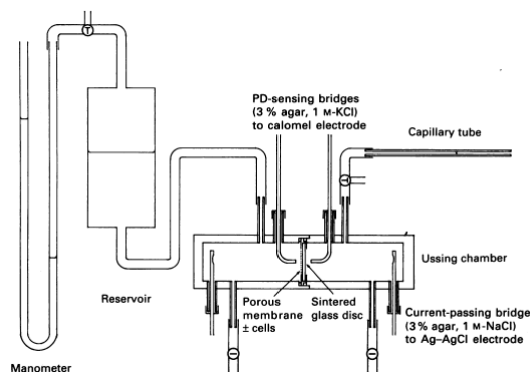 PD-sensing bridges
(3 % agar, 1 M-KCl)
to calomel electrode
Capillary tube
Ussing chamber
Reservoir
Porous
membrane
± cells
Sintered
glass disc
Current-passing bridge
(3 % agar, 1 M-NaCl)
to Ag–AgCl electrode
Manometer